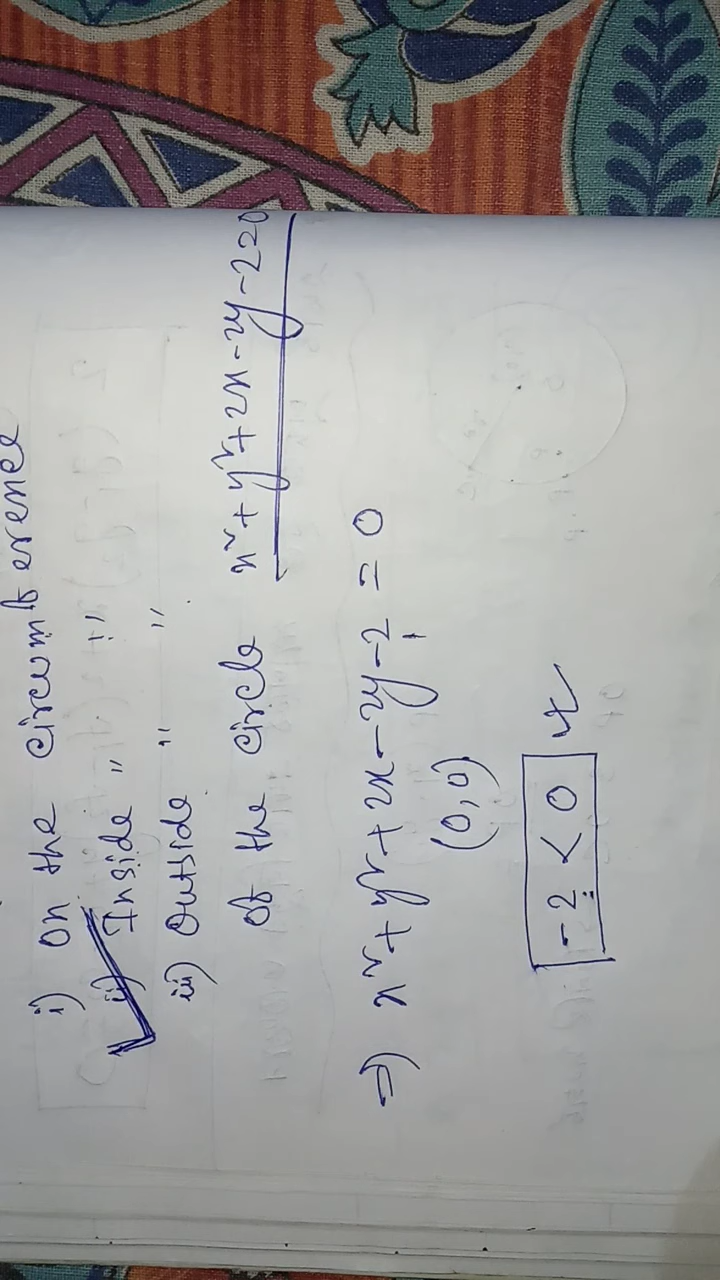 i) on the circumference
ii) Inside " "
iii) Outside " "
of the circle x²+y²+2x-2y-2=0
⇒) x²+y²+2x-2y-2 = 0
(0,0)
-2 < 0